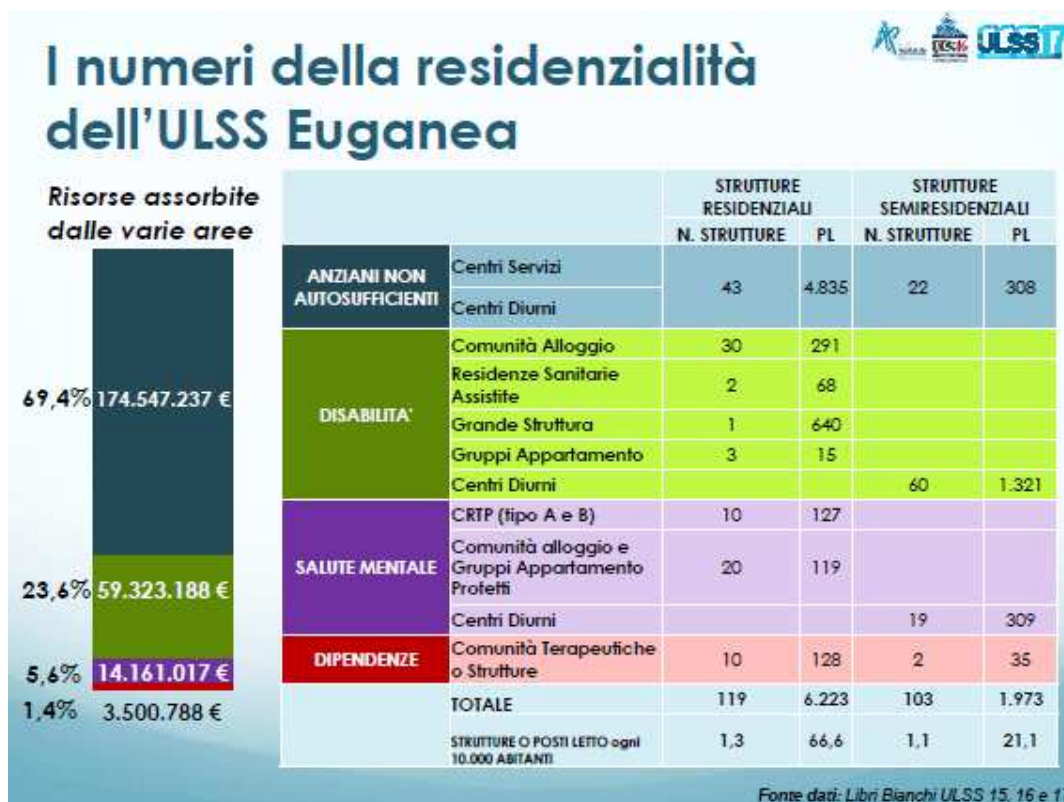 ULSS 17
I numeri della residenzialità
dell'ULSS Euganea
Risorse assorbite
dalle varie aree
69,4% 174.547.237 €
23,6% 59.323.188 €
5,6% 14.161.017 €
1,4% 3.500.788 €
STRUTTURE RESIDENZIALI STRUTTURE SEMIRESIDENZIALI
N. STRUTTURE PL N. STRUTTURE PL
ANZIANI NON AUTOSUFFICIENTI Centri Servizi 43 4.835 22 308
Centri Diurni
DISABILITA' Comunità Alloggio 30 291
Residenze Sanitarie Assistite 2 68
Grande Struttura 1 640
Gruppi Appartamento 3 15
Centri Diurni 60 1.321
SALUTE MENTALE CRTP (tipo A e B) 10 127
Comunità alloggio e Gruppi Appartamento Protetti 20 119
Centri Diurni 19 309
DIPENDENZE Comunità Terapeutiche o Strutture 10 128 2 35
TOTALE 119 6.223 103 1.973
STRUTTURE O POSTI LETTO ogni 10.000 ABITANTI 1,3 66,6 1,1 21,1
Fonte dati: Libri Bianchi ULSS 15, 16 e 1